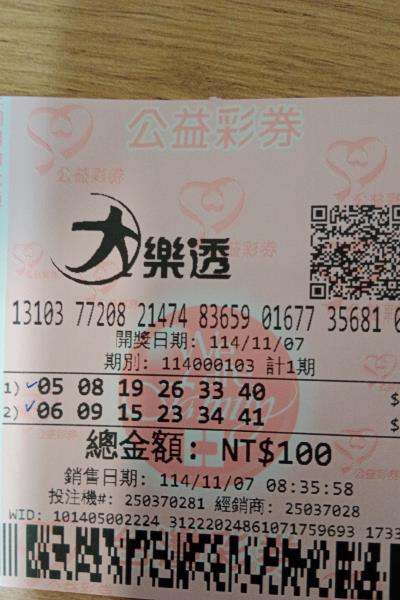 公益彩券
大樂透
13103 77208 21474 83659 01677 35681
開獎日期: 114/11/07
期別: 114000103 計1期
1) 05 08 19 26 33 40 $
2) 06 09 15 23 34 41 $
總金額: NT$100
銷售日期: 114/11/07 08:35:58
投注機#: 250370281 經銷商: 25037028
WID: 101405002224 31222024861071759693 1733